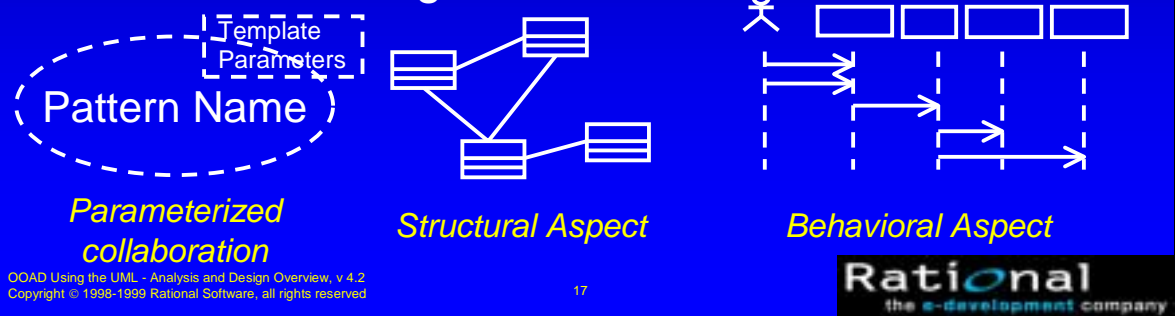 Template
Parameters
Pattern Name
Parameterized
collaboration
Structural Aspect
Behavioral Aspect
OOAD Using the UML - Analysis and Design Overview, v 4.2
Copyright © 1998-1999 Rational Software, all rights reserved
17
Rational
the e-development company